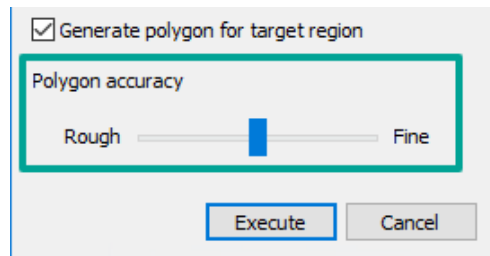 Generate polygon for target region
Polygon accuracy
Rough Fine
Execute Cancel